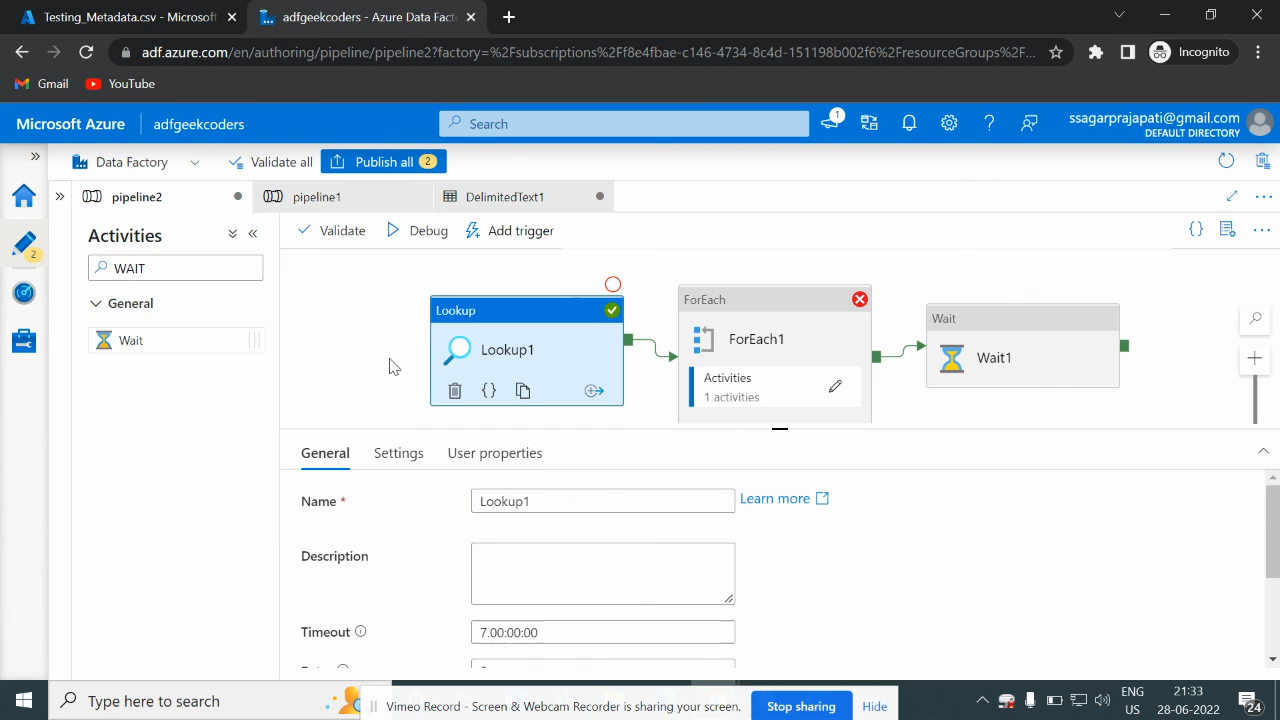 Testing_Metadata.csv - Microsoft
adfgeekcoders - Azure Data Fact
adf.azure.com/en/authoring/pipeline/pipeline2?factory=%2Fsubscriptions%2Ff8e4fbae-c146-4734-8c4d-151198b002f6%2FresourceGroups%2F...
Incognito
Gmail
YouTube
Microsoft Azure
adfgeekcoders
Search
1
ssagarprajapati@gmail.com
DEFAULT DIRECTORY
Data Factory
Validate all
Publish all
2
pipeline2
pipeline1
DelimitedText1
2
Activities
WAIT
General
Wait
Validate
Debug
Add trigger
Lookup
Lookup1
ForEach
ForEach1
Activities
1 activities
Wait
Wait1
General
Settings
User properties
Name *
Lookup1
Learn more
Description
Timeout
7.00:00:00
Type here to search
Vimeo Record - Screen & Webcam Recorder is sharing your screen.
Stop sharing
Hide
ENG
US
21:33
28-06-2022
24